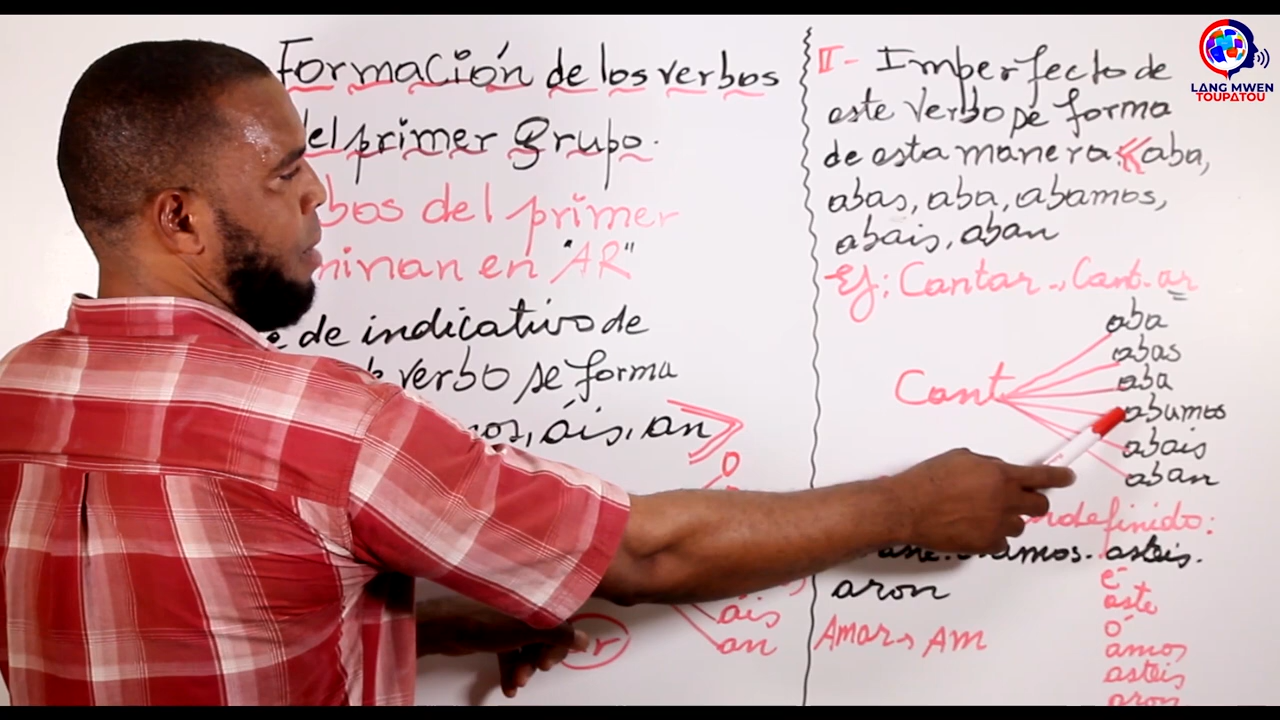 Formación de los verbos
del primer Grupo.
bos del primer
minan en "AR"
de indicativo de
verbo se forma
mos, áis, an
o
áis
an
ar
II- Imperfecto de
este verbo se forma
de esta manera: aba,
abas, aba, abamos,
abais, aban
Ej: Cantar → Cant-ar
Cant
aba
abas
aba
abamos
abais
aban
indefinido:
amos. asteis.
aron
Amar → Am
é
aste
ó
amos
asteis
aron
LANG MWEN
TOUPATOU